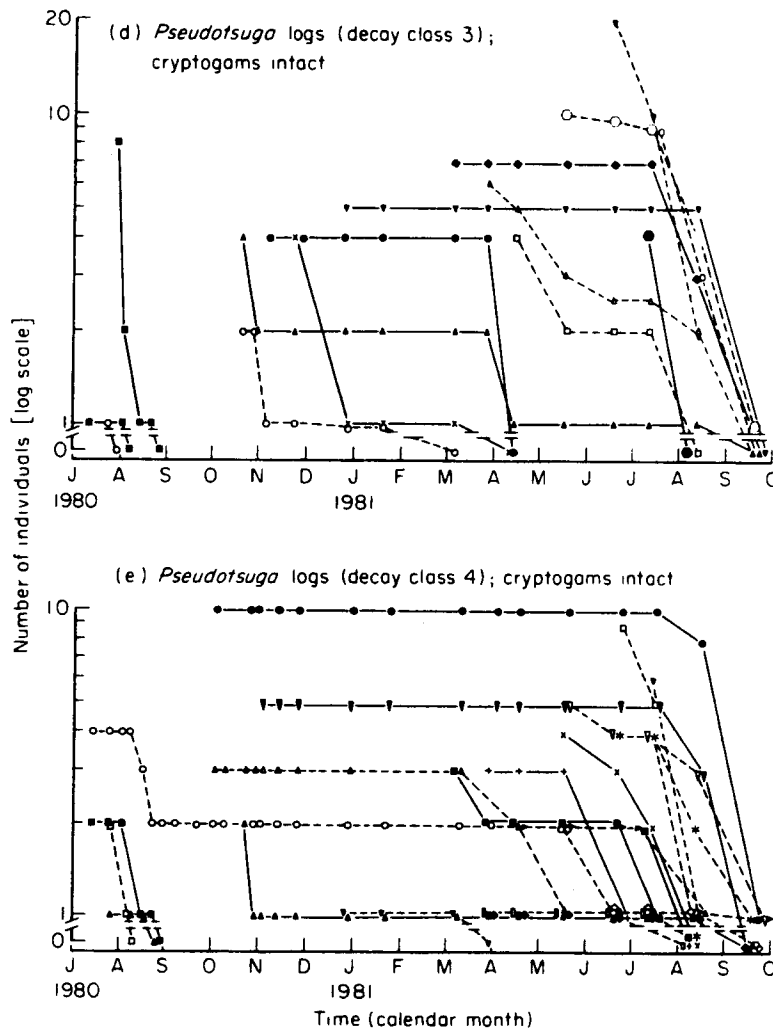 (d) Pseudotsuga logs (decay class 3);
cryptogams intact
20
10
1
0
J A S O N D J F M A M J J A S O
1980 1981
(e) Pseudotsuga logs (decay class 4); cryptogams intact
10
1
0
J A S O N D J F M A M J J A S O
1980 1981
Time (calendar month)
Number of individuals [log scale]